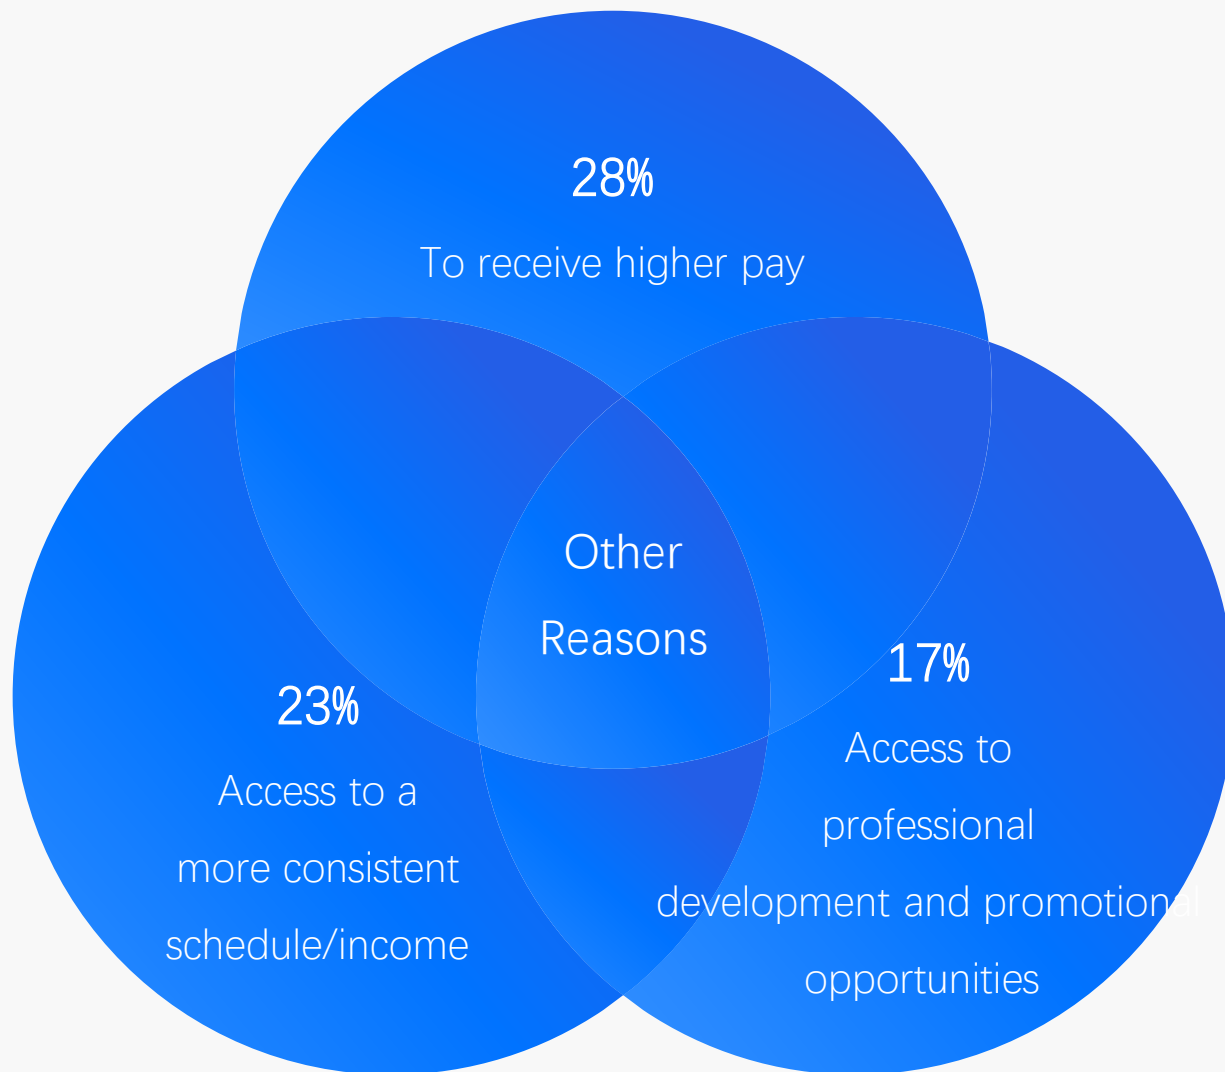 28%
To receive higher pay
Other
Reasons
23%
Access to a
more consistent
schedule/income
17%
Access to
professional
development and promotional
opportunities